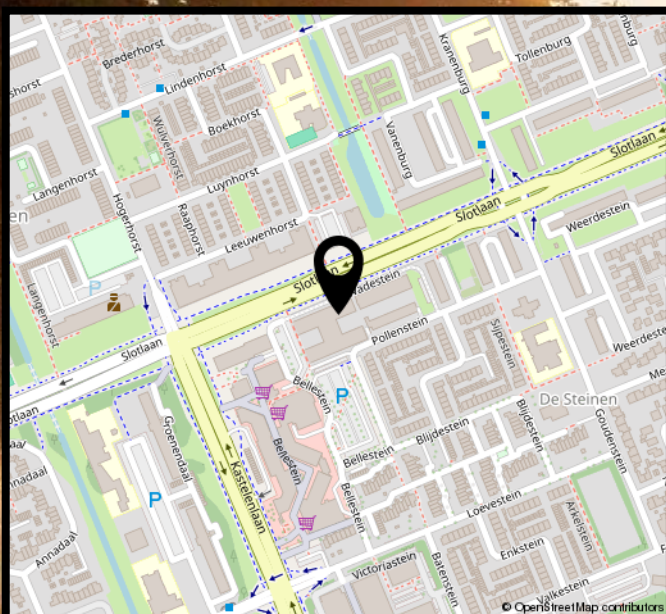 Brederhorst
Lindenhorst
Boekhorst
Wulverhorst
Langenhorst
Hogerhorst
Luynhorst
Raaphorst
Leeuwenhorst
Langenhorst
Kranenburg
Tollenburg
Vanenburg
Slotlaan
Slotlaan
Weerdestein
en
P
Slotlaan
Pollenstein
Sijpestein
Slotlaan
Bellestein
P
De Steinen
Blijdestein
Blijdestein
Goudenstein
Groenendaal
Kastelenlaan
Bellestein
Bellestein
Bellestein
Loevestein
Arkelstein
P
Annadaal
Enkstein
Victoriastein
Batenstein
Valkestein
© OpenStreetMap contributors